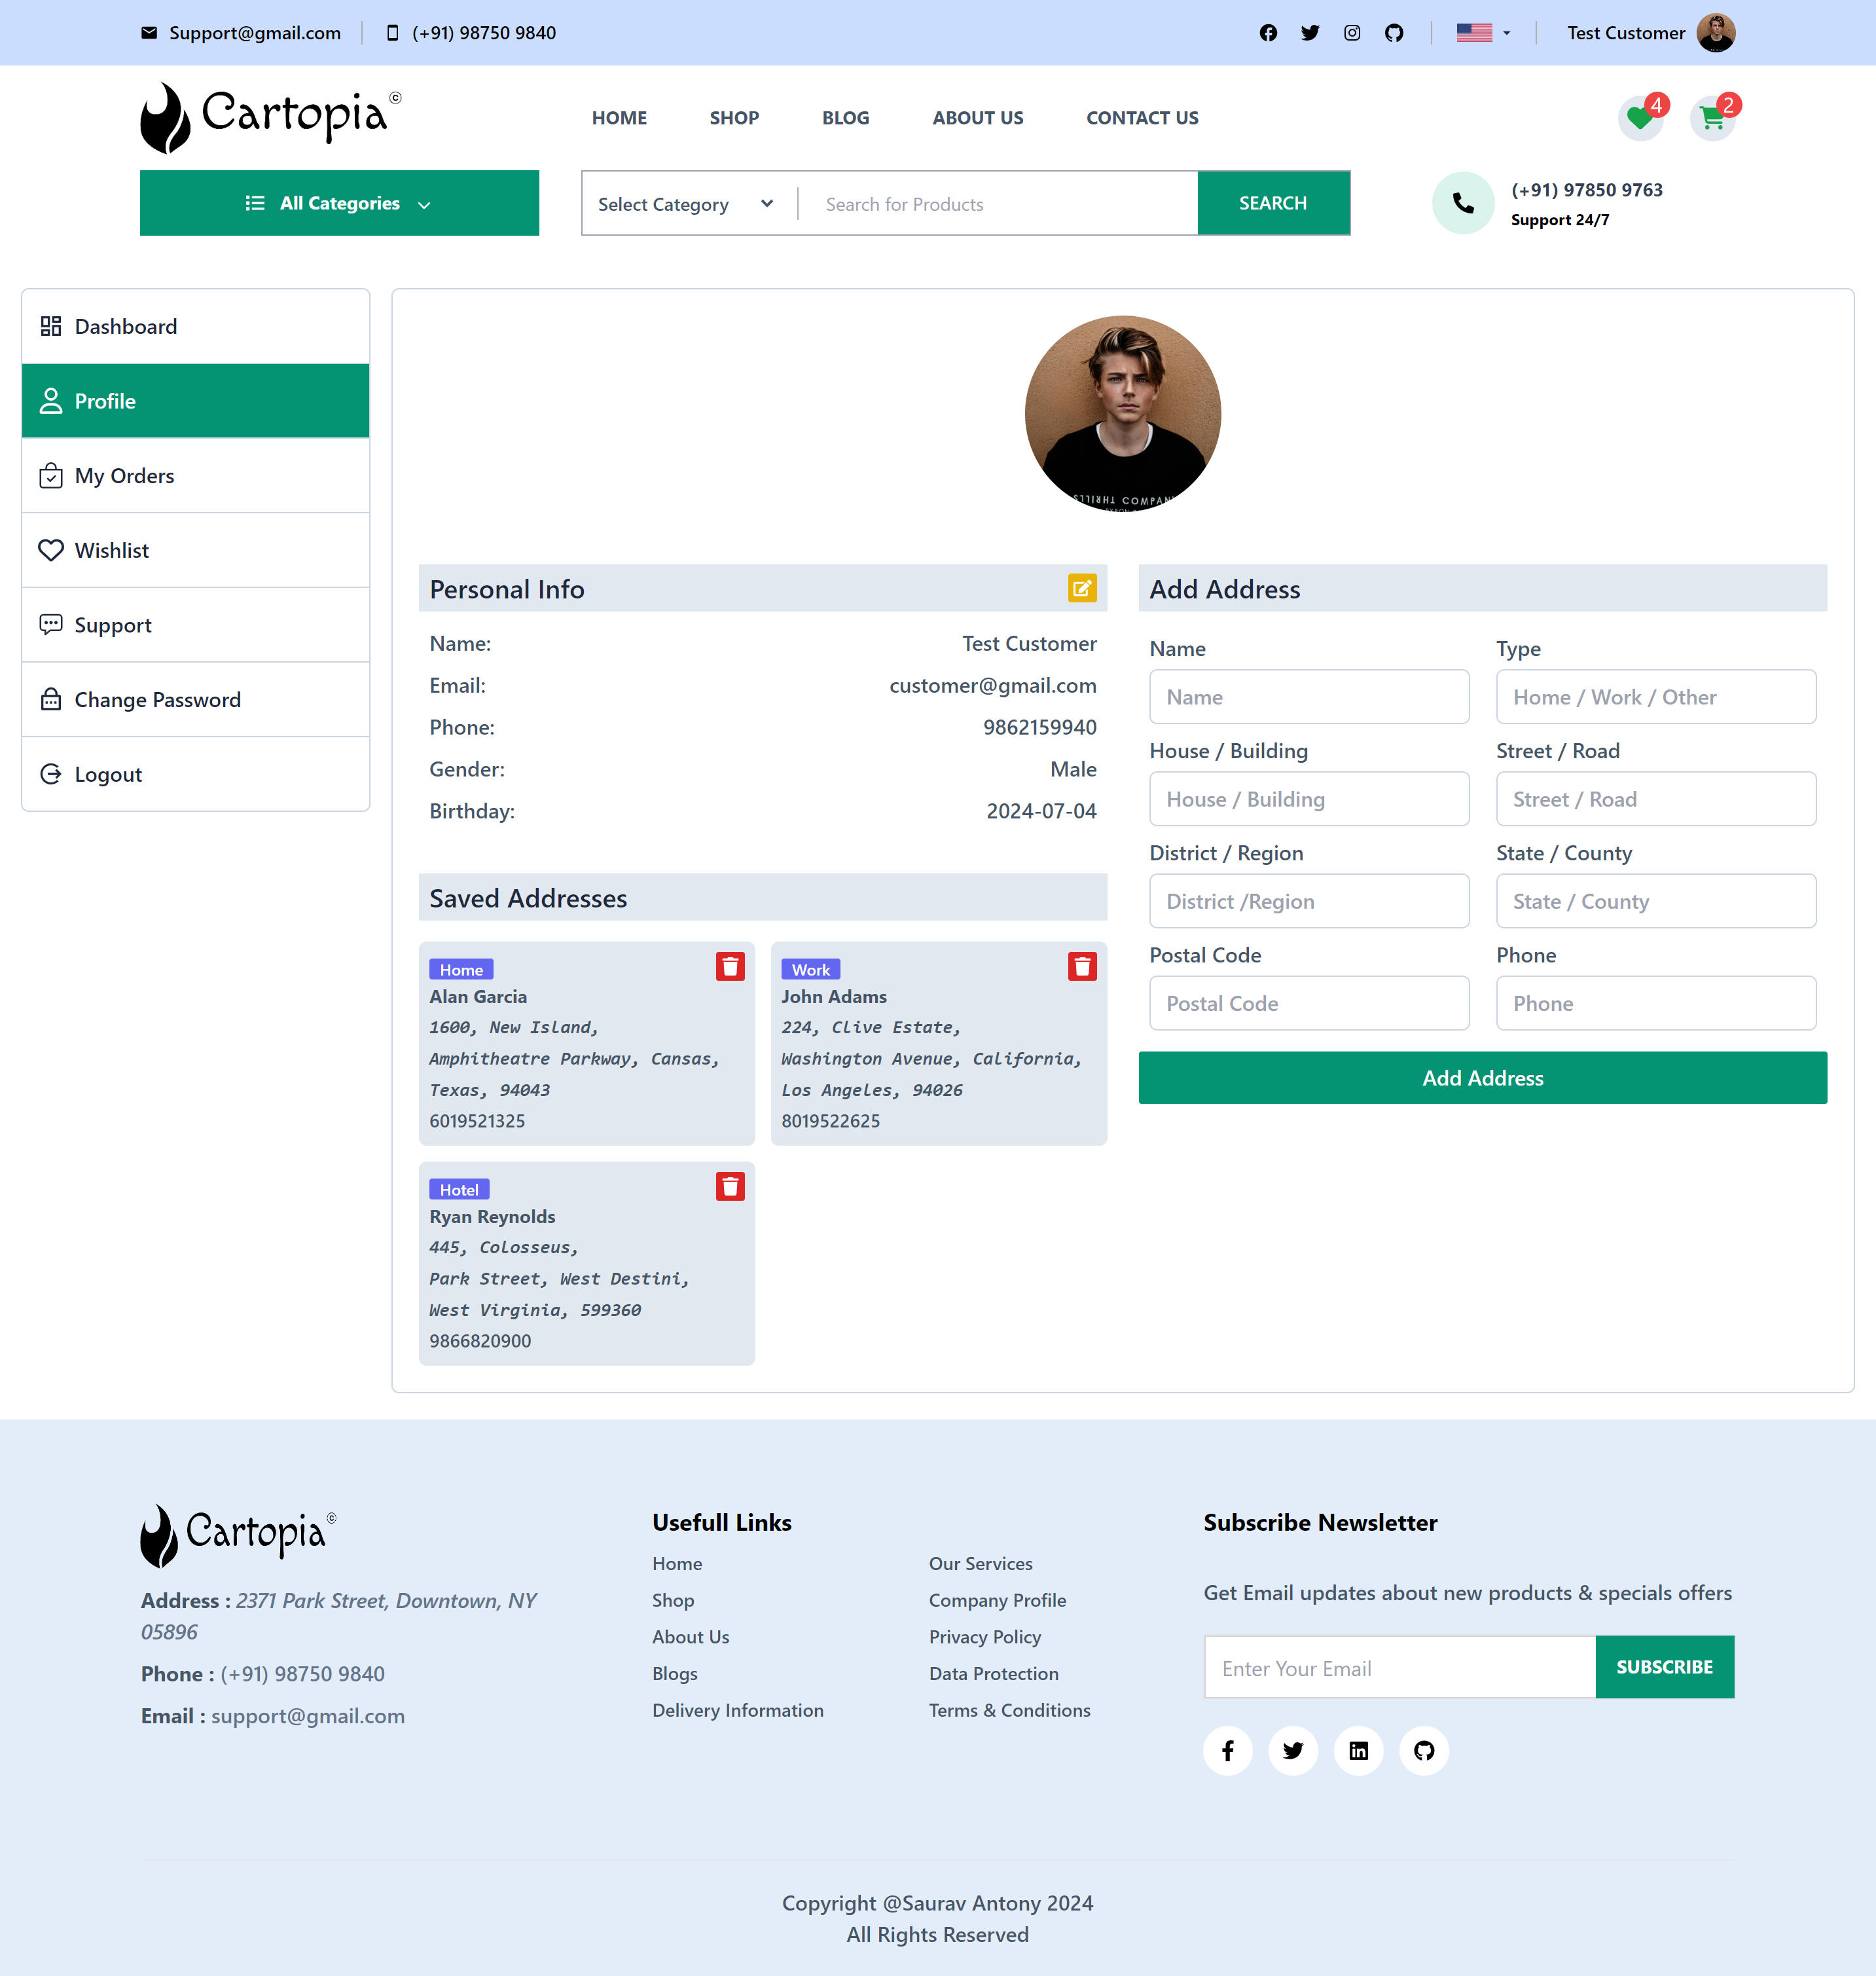 Support@gmail.com
(+91) 98750 9840
Test Customer
Cartopia©
HOME
SHOP
BLOG
ABOUT US
CONTACT US
4
2
All Categories
Select Category
Search for Products
SEARCH
(+91) 97850 9763
Support 24/7
Dashboard
Profile
My Orders
Wishlist
Support
Change Password
Logout
Personal Info
Name:
Test Customer
Email:
customer@gmail.com
Phone:
9862159940
Gender:
Male
Birthday:
2024-07-04
Saved Addresses
Home
Alan Garcia
1600, New Island,
Amphitheatre Parkway, Cansas,
Texas, 94043
6019521325
Work
John Adams
224, Clive Estate,
Washington Avenue, California,
Los Angeles, 94026
8019522625
Hotel
Ryan Reynolds
445, Colosseus,
Park Street, West Destini,
West Virginia, 599360
9866820900
Add Address
Name
Type
Name
Home / Work / Other
House / Building
Street / Road
House / Building
Street / Road
District / Region
State / County
District /Region
State / County
Postal Code
Phone
Postal Code
Phone
Add Address
Cartopia©
Address : 2371 Park Street, Downtown, NY
05896
Phone : (+91) 98750 9840
Email : support@gmail.com
Usefull Links
Home
Shop
About Us
Blogs
Delivery Information
Our Services
Company Profile
Privacy Policy
Data Protection
Terms & Conditions
Subscribe Newsletter
Get Email updates about new products & specials offers
Enter Your Email
SUBSCRIBE
Copyright @Saurav Antony 2024
All Rights Reserved